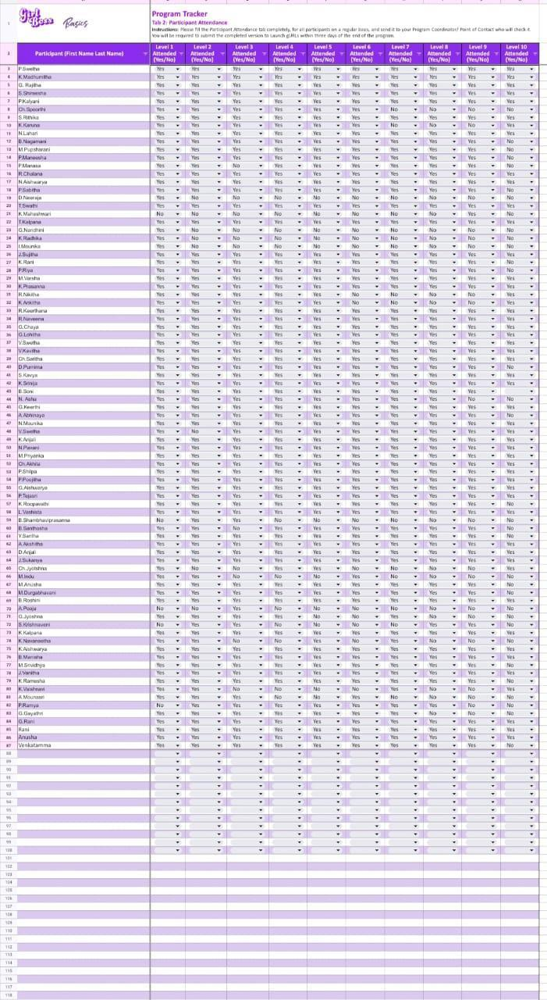 Girl Boss Basics
Program Tracker
Tab 2: Participant Attendance
Instructions: Please fill the Participant Attendance tab completely, for all participants on a regular basis, and send it to your Program Coordinator/ Point of Contact who will check it.
You will be required to submit the completed version to Launch gURLs within three days of the end of the program.
Participant (First Name Last Name) Level 1 Attended (Yes/No) Level 2 Attended (Yes/No) Level 3 Attended (Yes/No) Level 4 Attended (Yes/No) Level 5 Attended (Yes/No) Level 6 Attended (Yes/No) Level 7 Attended (Yes/No) Level 8 Attended (Yes/No) Level 9 Attended (Yes/No) Level 10 Attended (Yes/No)
3 P.Swetha Yes Yes Yes Yes Yes Yes Yes Yes Yes Yes
4 K.Madhumitha Yes Yes Yes Yes Yes Yes Yes Yes Yes Yes
5 G. Rajitha Yes Yes Yes Yes Yes Yes Yes Yes Yes Yes
6 S.Shireesha Yes Yes Yes Yes Yes Yes Yes Yes Yes Yes
7 P.Kalyani Yes Yes Yes Yes Yes Yes Yes Yes Yes Yes
8 Ch.Spoorthi Yes Yes Yes Yes Yes Yes No No No No
9 S.Rithika Yes Yes Yes Yes Yes Yes Yes Yes Yes Yes
10 K.Karuna Yes Yes Yes Yes Yes Yes No No No Yes
11 N.Lahari Yes Yes Yes Yes Yes Yes Yes Yes Yes Yes
12 B.Nagamani Yes Yes Yes Yes Yes Yes Yes Yes Yes No
13 M.Pupsharani Yes Yes Yes Yes Yes Yes Yes Yes Yes No
14 P.Maneesha Yes Yes Yes Yes Yes Yes Yes Yes Yes No
15 P.Manasa Yes Yes No Yes Yes Yes Yes Yes Yes No
16 R.Chalana Yes Yes Yes Yes Yes Yes Yes Yes Yes Yes
17 N.Aishwarya Yes Yes Yes Yes Yes Yes Yes Yes Yes Yes
18 P.Sabitha Yes Yes Yes Yes Yes Yes Yes Yes Yes No
19 D.Neeraja Yes No No No No No No No No No
20 T.Swathi Yes Yes Yes Yes Yes Yes Yes Yes Yes Yes
21 K.Maheshwari No No No No No No No No No No
22 T.Kalpana Yes Yes Yes Yes Yes Yes Yes Yes Yes Yes
23 G.Nandhini Yes No No No No No No No No No
24 K.Radhika Yes No No No No No No No No No
25 I.Mounika Yes No No No No No No No No No
26 J.Sujitha Yes Yes Yes Yes Yes Yes Yes Yes Yes Yes
27 K.Rani Yes Yes Yes Yes Yes Yes Yes Yes Yes No
28 P.Riya Yes Yes Yes Yes Yes Yes Yes Yes Yes No
29 M.Varsha Yes Yes Yes Yes Yes Yes Yes Yes Yes Yes
30 K.Prasanna Yes Yes Yes Yes Yes Yes Yes Yes Yes Yes
31 R.Nikitha Yes Yes Yes Yes Yes No No No No Yes
32 K.Ankitha Yes Yes Yes Yes Yes No No No No Yes
33 R.Keerthana Yes Yes Yes Yes Yes Yes Yes Yes Yes Yes
34 R.Naveena Yes Yes Yes Yes Yes Yes Yes Yes Yes Yes
35 G.Chaya Yes Yes Yes Yes Yes Yes Yes Yes Yes Yes
36 G.Lohitha Yes Yes Yes Yes Yes Yes Yes Yes Yes Yes
37 V.Swetha Yes Yes Yes Yes Yes Yes Yes Yes Yes Yes
38 V.Kavitha Yes Yes Yes Yes Yes Yes Yes Yes Yes Yes
39 Ch.Saritha Yes Yes Yes Yes Yes Yes Yes Yes Yes Yes
40 D.Purnima Yes Yes Yes Yes Yes Yes Yes Yes Yes No
41 S.Kavya Yes Yes Yes Yes Yes Yes Yes Yes Yes Yes
42 K.Srinija Yes Yes Yes Yes Yes Yes Yes Yes Yes Yes
43 B.Soni Yes Yes Yes Yes Yes Yes Yes Yes Yes
44 N. Asha Yes Yes Yes Yes Yes Yes Yes Yes No No
45 G.Keerthi Yes Yes Yes Yes Yes Yes Yes Yes Yes Yes
46 A.Abhinaya Yes Yes Yes Yes Yes Yes Yes Yes Yes Yes
47 N.Mounika Yes Yes Yes Yes Yes Yes Yes Yes Yes Yes
48 V.Swetha Yes No Yes Yes Yes Yes Yes Yes Yes Yes
49 K.Anjali Yes Yes Yes Yes Yes Yes Yes Yes Yes Yes
50 N.Pavani Yes Yes Yes Yes Yes Yes Yes Yes Yes Yes
51 M.Priyanka Yes Yes Yes Yes Yes Yes Yes Yes Yes Yes
52 Ch.Akhila Yes Yes Yes Yes Yes Yes Yes Yes Yes Yes
53 P.Shilpa Yes Yes Yes Yes Yes Yes Yes Yes Yes Yes
54 P.Poojitha Yes Yes Yes Yes Yes Yes Yes Yes Yes Yes
55 G.Aishwarya Yes Yes Yes Yes Yes Yes Yes Yes Yes Yes
56 P.Tejasri Yes Yes Yes Yes Yes Yes Yes Yes Yes Yes
57 K.Roopavathi Yes Yes Yes Yes Yes Yes Yes Yes Yes No
58 L.Vashista Yes Yes Yes Yes Yes Yes Yes Yes Yes Yes
59 B.Shambhaviprasanna No No No No No No No No No No
60 B.Santhosha Yes Yes No Yes Yes Yes Yes Yes Yes No
61 Y.Saritha Yes Yes Yes Yes Yes Yes Yes Yes Yes No
62 A.Akshitha Yes Yes Yes Yes Yes Yes Yes Yes Yes Yes
63 D.Anjali Yes Yes Yes Yes Yes Yes Yes Yes Yes Yes
64 J.Sukanya Yes Yes Yes Yes Yes Yes Yes Yes Yes Yes
65 Ch.Jyotshna Yes No No Yes Yes Yes Yes Yes No No
66 M.Indu Yes Yes No No No No No No No No
67 M.Anusha Yes Yes Yes Yes Yes Yes Yes Yes Yes No
68 M.Durgabhavani Yes Yes Yes Yes Yes Yes Yes Yes Yes No
69 B.Roshini Yes Yes Yes Yes Yes Yes Yes Yes Yes Yes
70 A.Pooja No No No No No No No No No No
71 G.Jyoshna Yes Yes Yes Yes Yes Yes Yes No No No
72 S.Krishnaveni No Yes Yes Yes Yes Yes No Yes No No
73 K.Kalpana Yes Yes Yes Yes Yes Yes Yes Yes Yes Yes
74 K.Navaneetha Yes Yes No No Yes No Yes No No No
75 K.Aishwarya Yes Yes Yes Yes Yes Yes Yes Yes Yes Yes
76 B.Manisha Yes Yes Yes Yes Yes Yes Yes Yes Yes Yes
77 M.Srividhya Yes Yes Yes Yes Yes Yes Yes Yes Yes No
78 J.Vanitha Yes Yes Yes Yes Yes Yes Yes Yes Yes Yes
79 K.Ramesha Yes Yes Yes Yes Yes Yes Yes Yes Yes No
80 K.Vaishnavi Yes Yes No No No No Yes No No Yes
81 A.Mounasri Yes Yes Yes No No Yes Yes No No No
82 P.Ramya No Yes Yes Yes Yes Yes Yes Yes No No
83 G.Gayathri Yes Yes Yes Yes Yes Yes Yes No No No
84 G.Rani Yes Yes Yes Yes Yes Yes Yes Yes Yes Yes
85 Rani Yes Yes Yes Yes Yes Yes Yes Yes Yes Yes
86 Anusha Yes Yes Yes Yes Yes Yes Yes Yes Yes Yes
87 Venkatamma Yes Yes Yes Yes Yes Yes Yes Yes Yes No
88
89
90
91
92
93
94
95
96
97
98
99
100
101
102
103
104
105
106
107
108
109
110
111
112
113
114
115
116
117
118